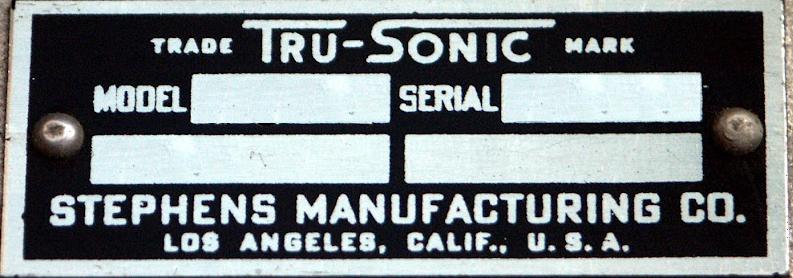 TRADE TRU-SONIC MARK
MODEL SERIAL
STEPHENS MANUFACTURING CO.
LOS ANGELES, CALIF., U. S. A.